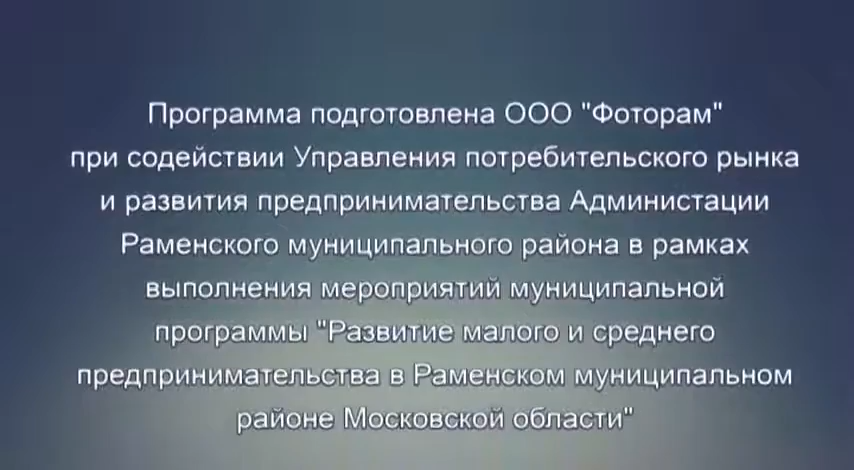 Программа подготовлена ООО "Фоторам"
при содействии Управления потребительского рынка
и развития предпринимательства Администации
Раменского муниципального района в рамках
выполнения мероприятий муниципальной
программы "Развитие малого и среднего
предпринимательства в Раменском муниципальном
районе Московской области"